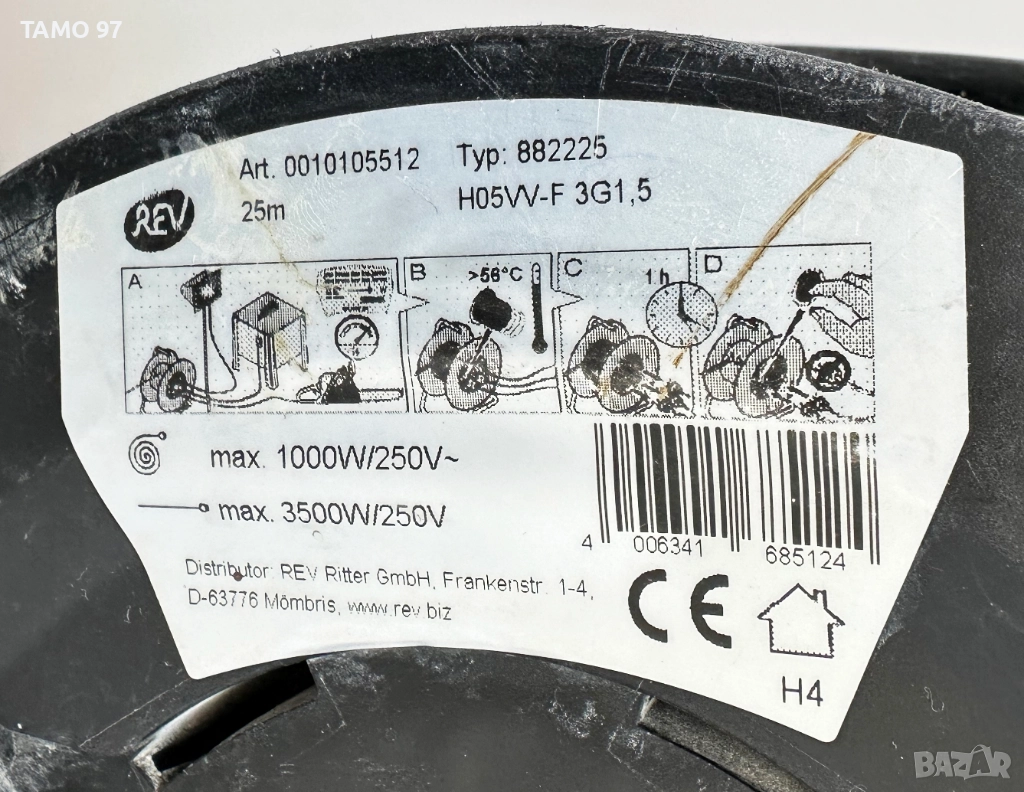 TAMO 97
Art. 0010105512 Typ: 882225
REV 25m H05VV-F 3G1,5
A B >56°C C 1 h D
max. 1000W/250V~
max. 3500W/250V
4 006341 685124
Distributor: REV Ritter GmbH, Frankenstr. 1-4,
D-63776 Mömbris, www.rev.biz
CE
H4
BAZAR